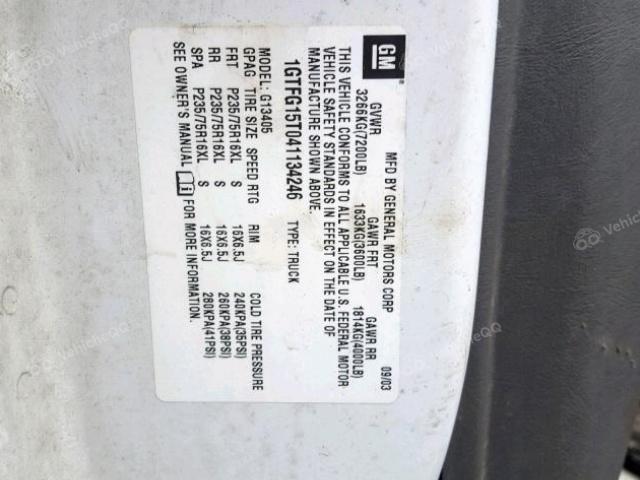 GM
MFD BY GENERAL MOTORS CORP 09/03
GVWR GAWR FRT GAWR RR
3266KG(7200LB) 1633KG(3600LB) 1814KG(4000LB)
THIS VEHICLE CONFORMS TO ALL APPLICABLE U.S. FEDERAL MOTOR
VEHICLE SAFETY STANDARDS IN EFFECT ON THE DATE OF
MANUFACTURE SHOWN ABOVE.
1GTFG15T041134246 TYPE: TRUCK
MODEL: G13405
GPAG TIRE SIZE SPEED RTG RIM COLD TIRE PRESSURE
FRT P235/75R16XL S 16X6.5J 240KPA(35PSI)
RR P235/75R16XL S 16X6.5J 260KPA(38PSI)
SPA P235/75R16XL S 16X6.5J 280KPA(41PSI)
SEE OWNER'S MANUAL FOR MORE INFORMATION.
VehicleQQ